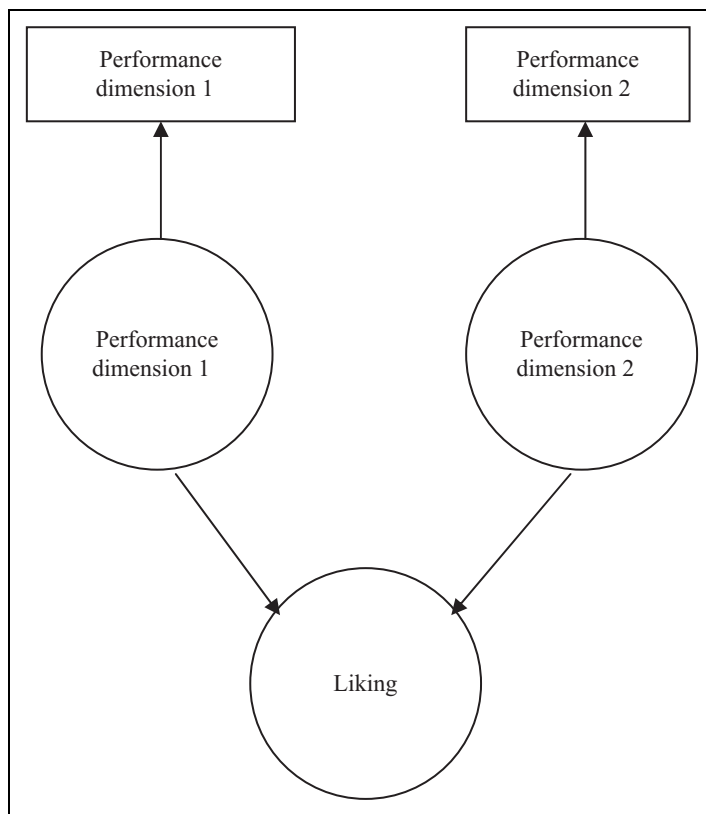 Performance
dimension 1
Performance
dimension 2
Performance
dimension 1
Performance
dimension 2
Liking